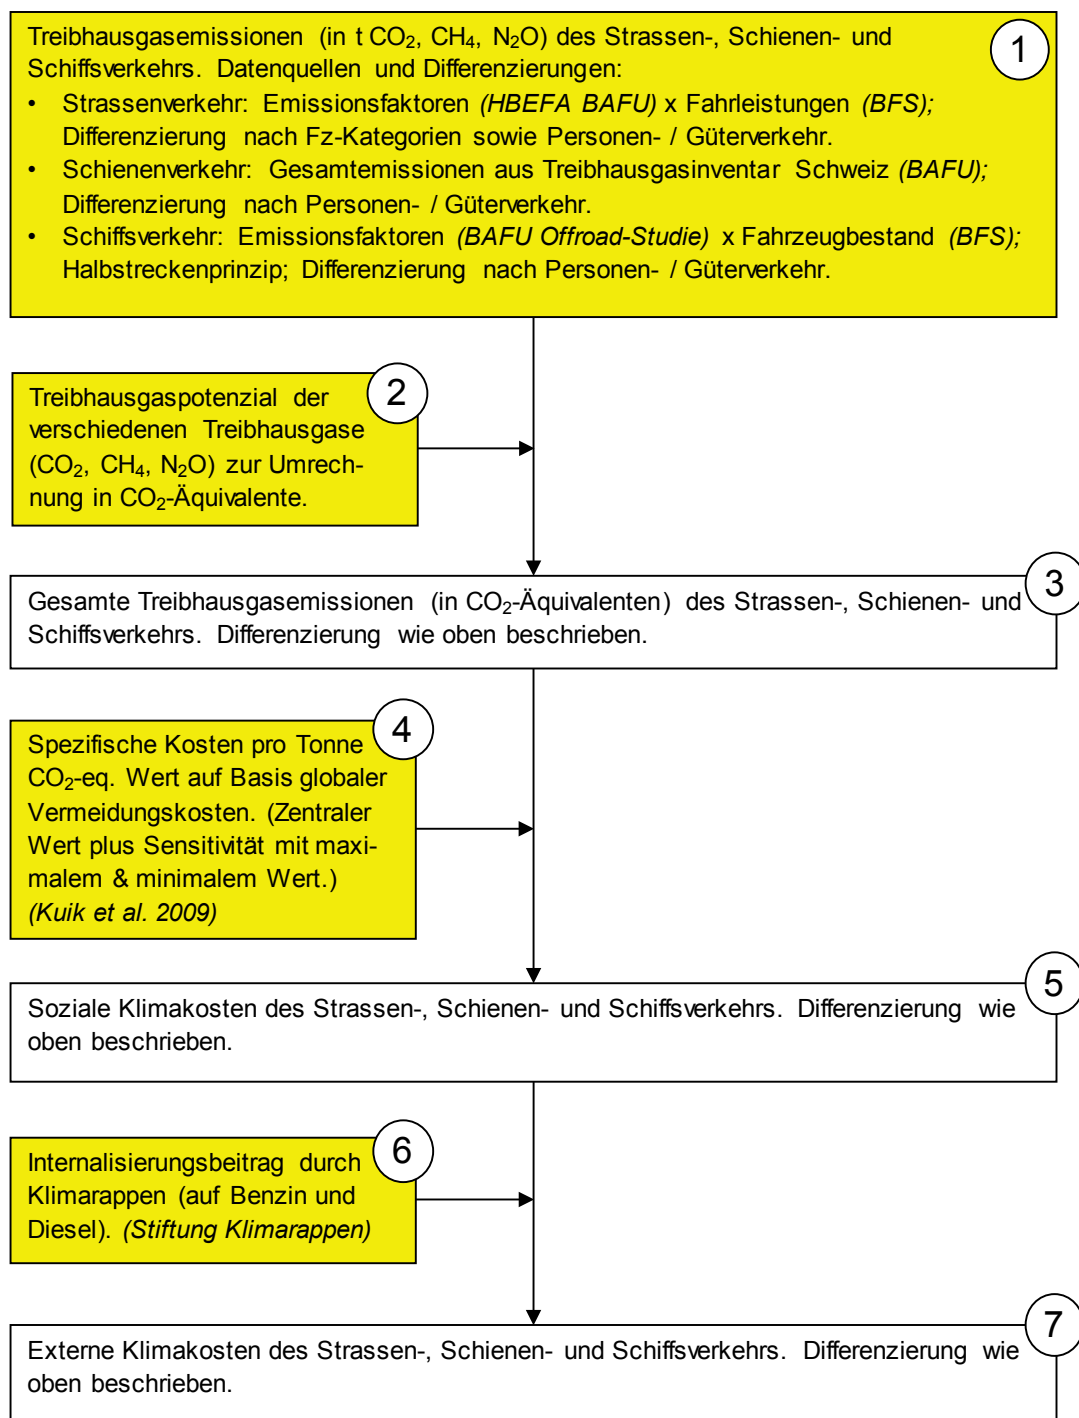 Treibhausgasemissionen (in t CO₂, CH₄, N₂O) des Strassen-, Schienen- und
Schiffsverkehrs. Datenquellen und Differenzierungen:
1
• Strassenverkehr: Emissionsfaktoren (HBEFA BAFU) x Fahrleistungen (BFS);
Differenzierung nach Fz-Kategorien sowie Personen- / Güterverkehr.
• Schienenverkehr: Gesamtemissionen aus Treibhausgasinventar Schweiz (BAFU);
Differenzierung nach Personen- / Güterverkehr.
• Schiffsverkehr: Emissionsfaktoren (BAFU Offroad-Studie) x Fahrzeugbestand (BFS);
Halbstreckenprinzip; Differenzierung nach Personen- / Güterverkehr.
2
Treibhausgaspotenzial der
verschiedenen Treibhausgase
(CO₂, CH₄, N₂O) zur Umrech-
nung in CO₂-Äquivalente.
3
Gesamte Treibhausgasemissionen (in CO₂-Äquivalenten) des Strassen-, Schienen- und
Schiffsverkehrs. Differenzierung wie oben beschrieben.
4
Spezifische Kosten pro Tonne
CO₂-eq. Wert auf Basis globaler
Vermeidungskosten. (Zentraler
Wert plus Sensitivität mit maxi-
malem & minimalem Wert.)
(Kuik et al. 2009)
5
Soziale Klimakosten des Strassen-, Schienen- und Schiffsverkehrs. Differenzierung wie
oben beschrieben.
6
Internalisierungsbeitrag durch
Klimarappen (auf Benzin und
Diesel). (Stiftung Klimarappen)
7
Externe Klimakosten des Strassen-, Schienen- und Schiffsverkehrs. Differenzierung wie
oben beschrieben.